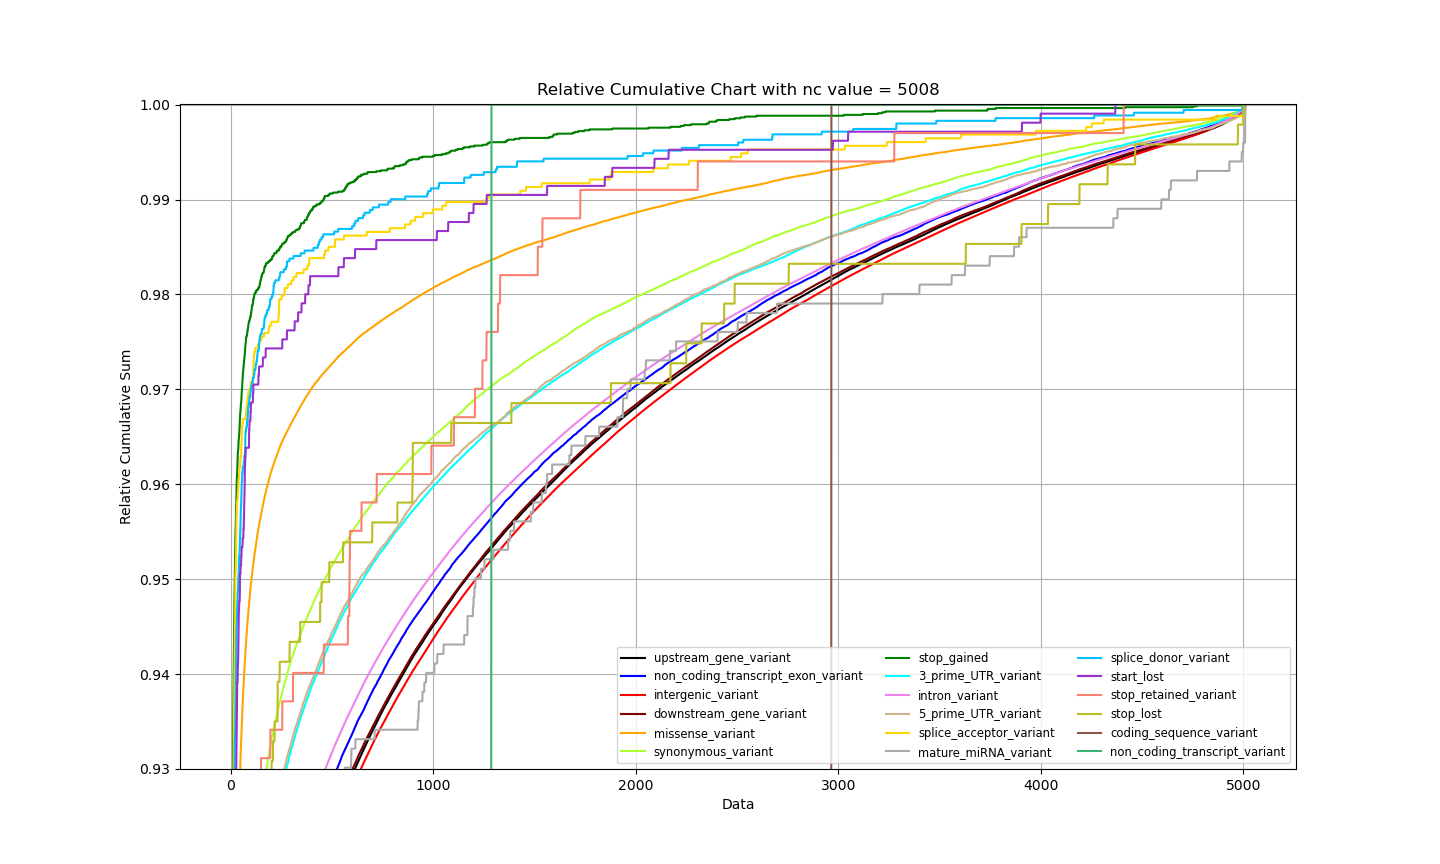 Relative Cumulative Chart with nc value = 5008
1.00
0.99
0.98
0.97
0.96
0.95
0.94
0.93
Relative Cumulative Sum
0
1000
2000
3000
4000
5000
Data
upstream_gene_variant
non_coding_transcript_exon_variant
intergenic_variant
downstream_gene_variant
missense_variant
synonymous_variant
stop_gained
3_prime_UTR_variant
intron_variant
5_prime_UTR_variant
splice_acceptor_variant
mature_miRNA_variant
splice_donor_variant
start_lost
stop_retained_variant
stop_lost
coding_sequence_variant
non_coding_transcript_variant